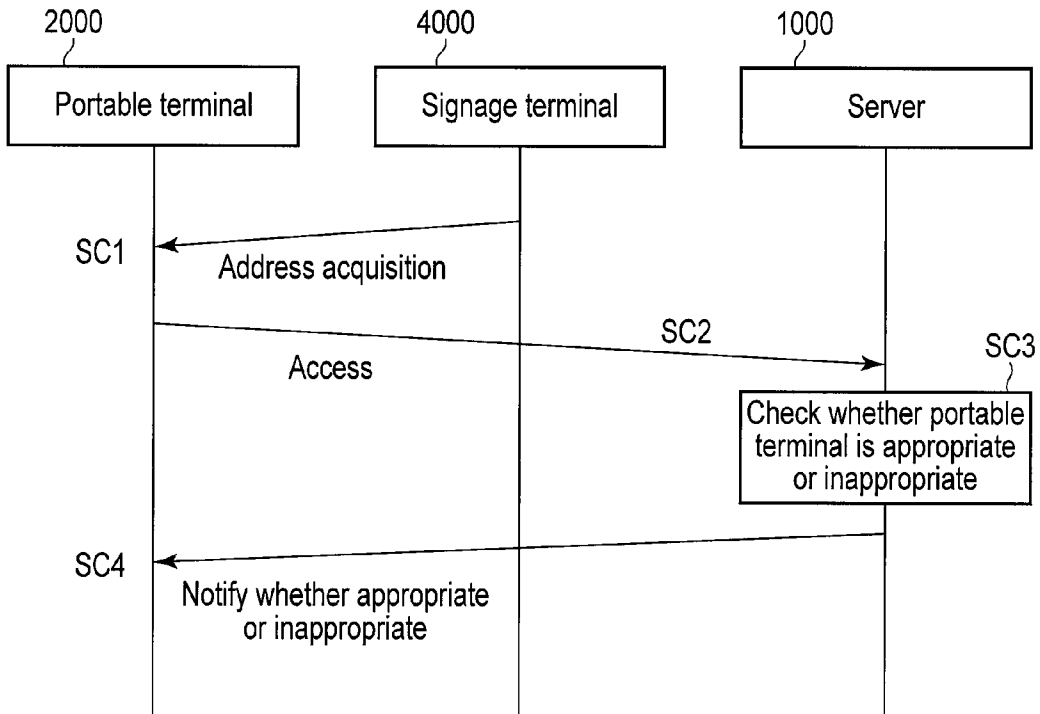 2000
4000
1000
Portable terminal
Signage terminal
Server
SC1
Address acquisition
SC2
Access
SC3
Check whether portable
terminal is appropriate
or inappropriate
SC4
Notify whether appropriate
or inappropriate